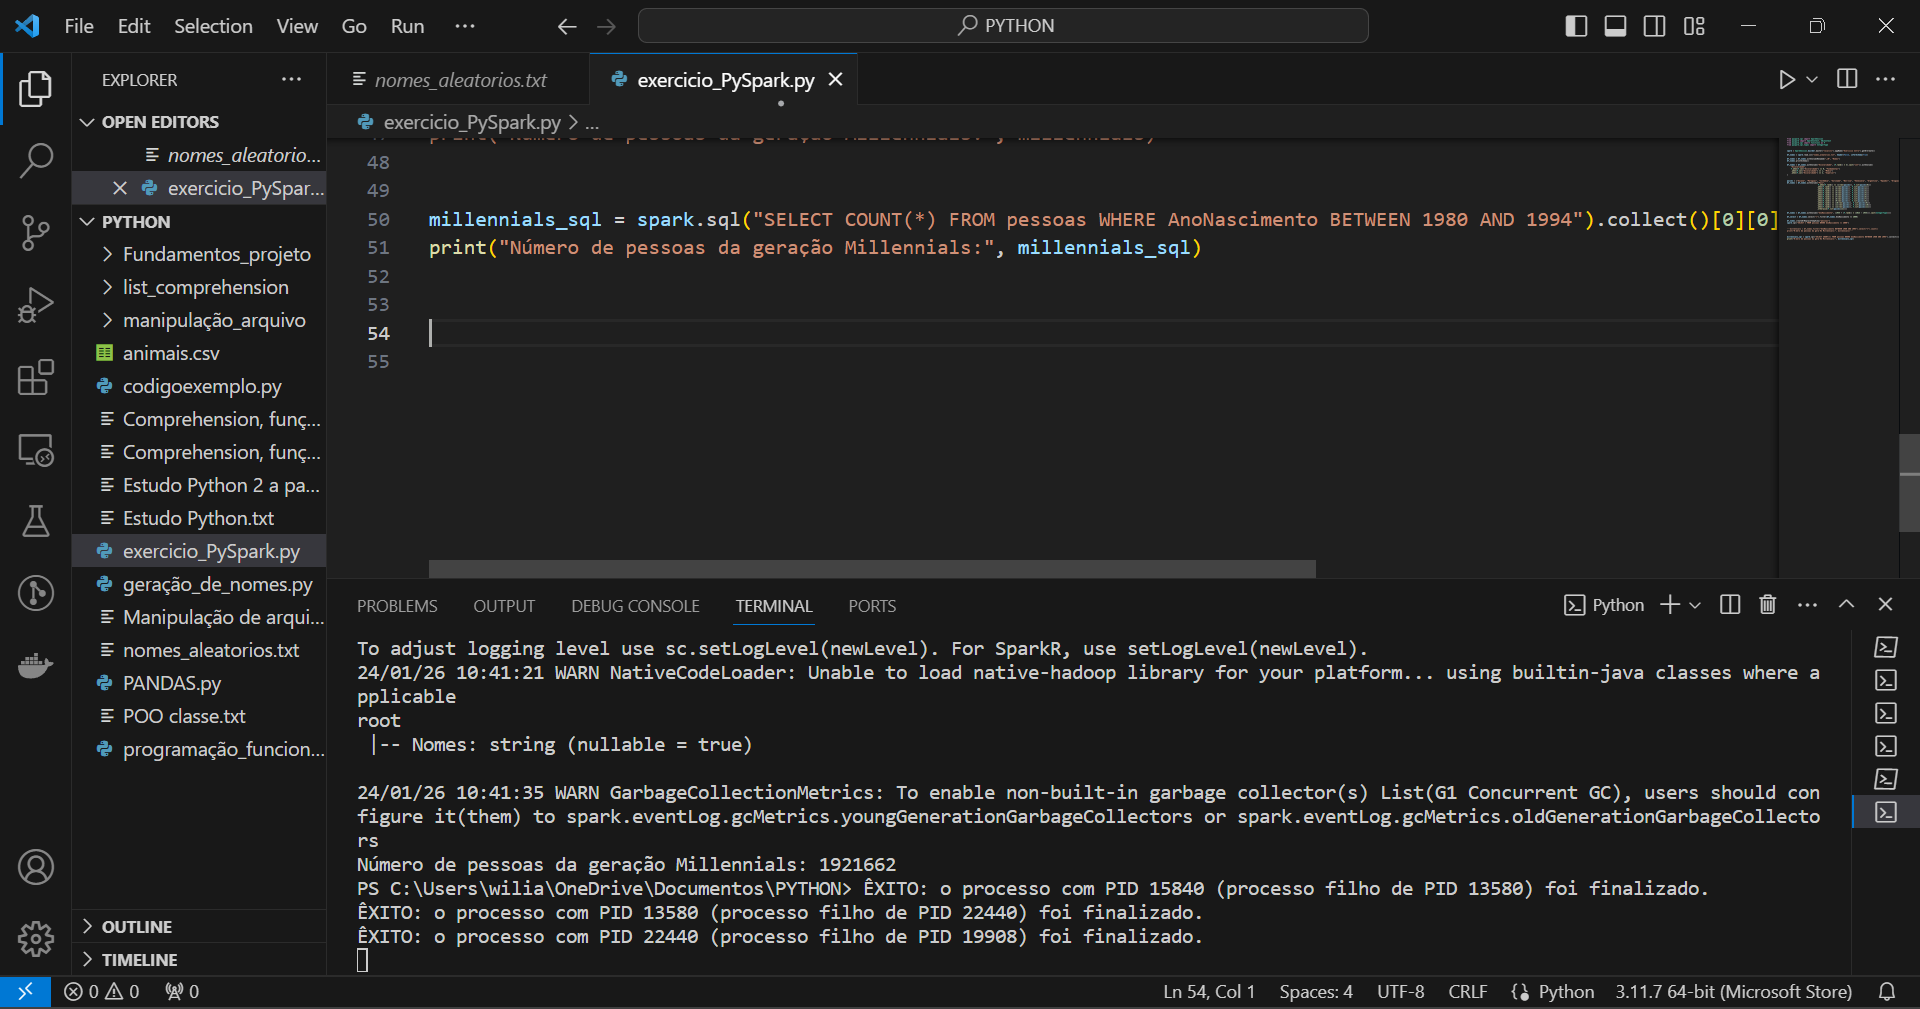 File Edit Selection View Go Run ...
PYTHON
EXPLORER ...
nomes_aleatorios.txt
exercicio_PySpark.py
exercicio_PySpark.py > ...
OPEN EDITORS
nomes_aleatorio...
exercicio_PySpar...
PYTHON
Fundamentos_projeto
list_comprehension
manipulação_arquivo
animais.csv
codigoexemplo.py
Comprehension, funç...
Comprehension, funç...
Estudo Python 2 a pa...
Estudo Python.txt
exercicio_PySpark.py
geração_de_nomes.py
Manipulação de arqui...
nomes_aleatorios.txt
PANDAS.py
POO classe.txt
programação_funcion...
OUTLINE
TIMELINE
48
49
50 millennials_sql = spark.sql("SELECT COUNT(*) FROM pessoas WHERE AnoNascimento BETWEEN 1980 AND 1994").collect()[0][0]
51 print("Número de pessoas da geração Millennials:", millennials_sql)
52
53
54
55
PROBLEMS OUTPUT DEBUG CONSOLE TERMINAL PORTS
Python
To adjust logging level use sc.setLogLevel(newLevel). For SparkR, use setLogLevel(newLevel).
24/01/26 10:41:21 WARN NativeCodeLoader: Unable to load native-hadoop library for your platform... using builtin-java classes where a
pplicable
root
|-- Nomes: string (nullable = true)
24/01/26 10:41:35 WARN GarbageCollectionMetrics: To enable non-built-in garbage collector(s) List(G1 Concurrent GC), users should con
figure it(them) to spark.eventLog.gcMetrics.youngGenerationGarbageCollectors or spark.eventLog.gcMetrics.oldGenerationGarbageCollecto
rs
Número de pessoas da geração Millennials: 1921662
PS C:\Users\wilia\OneDrive\Documentos\PYTHON> ÊXITO: o processo com PID 15840 (processo filho de PID 13580) foi finalizado.
ÊXITO: o processo com PID 13580 (processo filho de PID 22440) foi finalizado.
ÊXITO: o processo com PID 22440 (processo filho de PID 19908) foi finalizado.
0 0 0
Ln 54, Col 1 Spaces: 4 UTF-8 CRLF Python 3.11.7 64-bit (Microsoft Store)